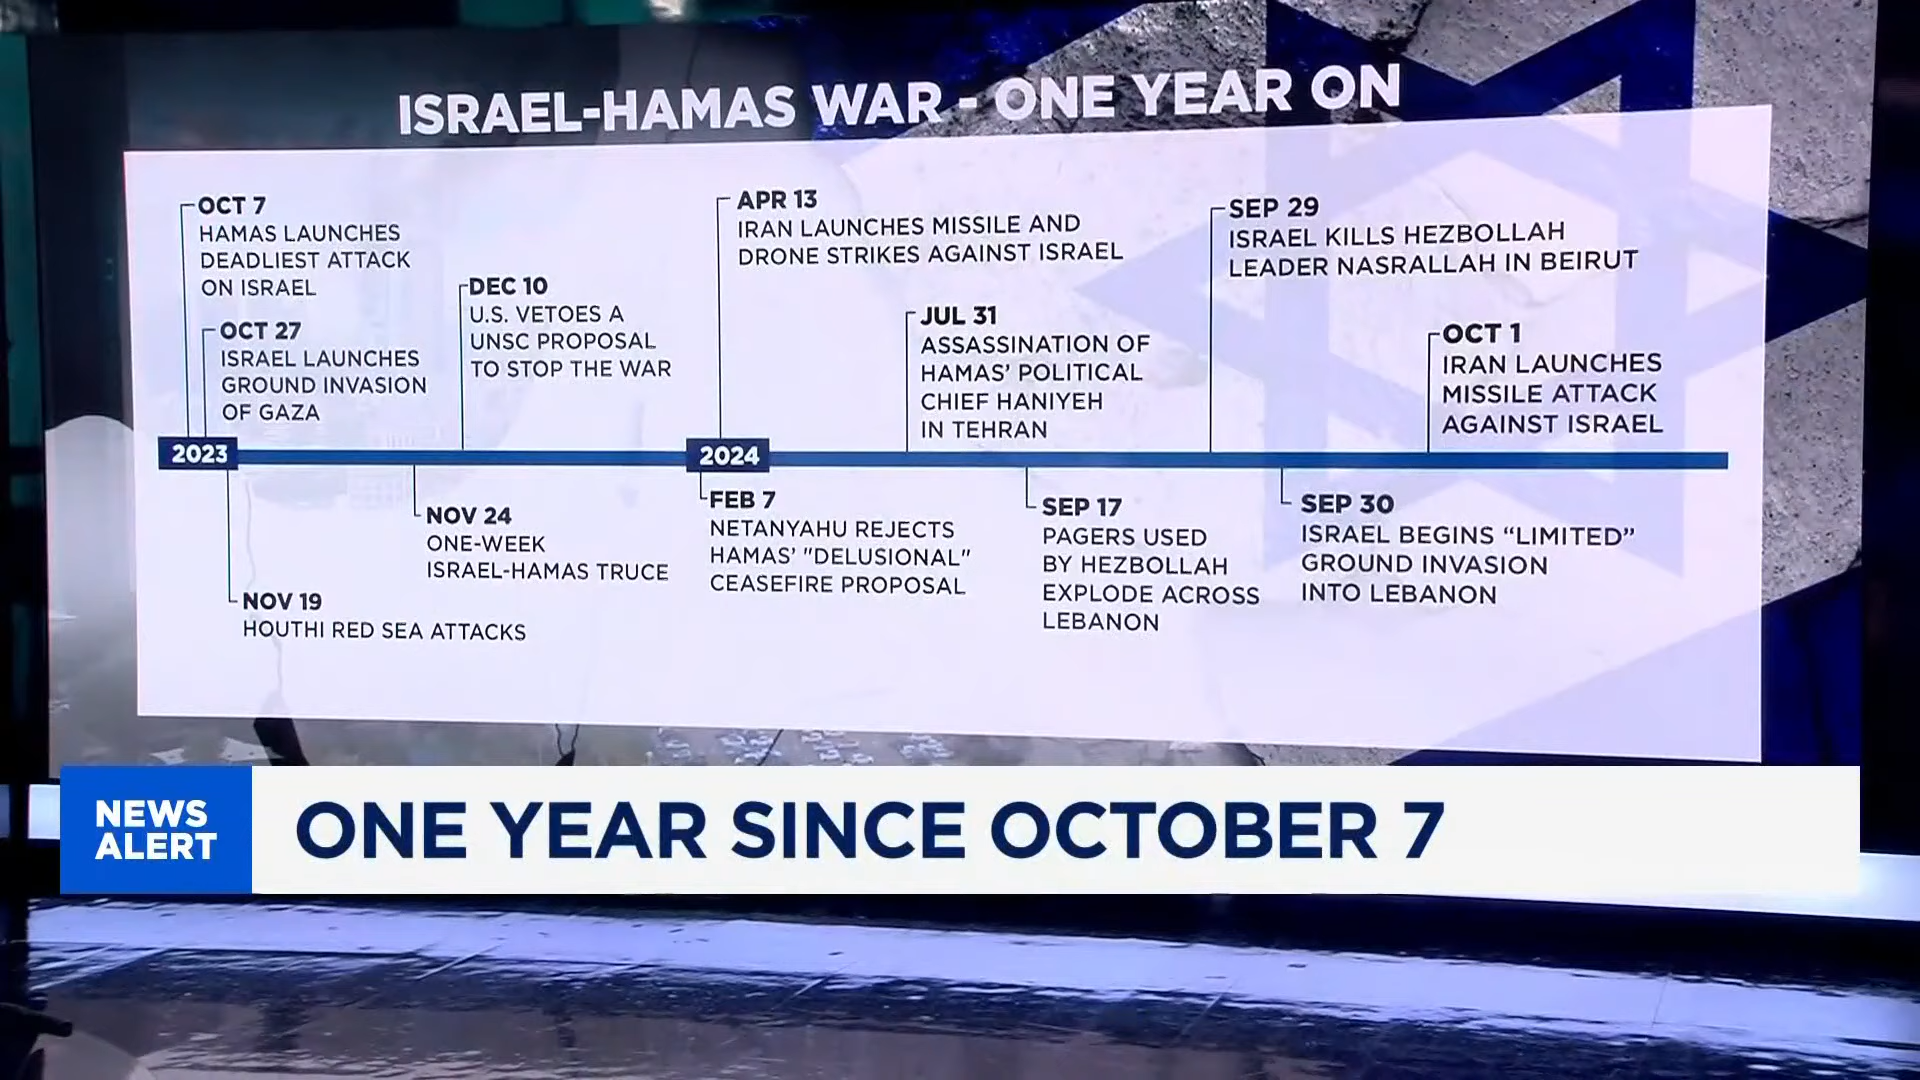 ISRAEL-HAMAS WAR - ONE YEAR ON
OCT 7
HAMAS LAUNCHES
DEADLIEST ATTACK
ON ISRAEL
OCT 27
ISRAEL LAUNCHES
GROUND INVASION
OF GAZA
DEC 10
U.S. VETOES A
UNSC PROPOSAL
TO STOP THE WAR
APR 13
IRAN LAUNCHES MISSILE AND
DRONE STRIKES AGAINST ISRAEL
JUL 31
ASSASSINATION OF
HAMAS’ POLITICAL
CHIEF HANIYEH
IN TEHRAN
SEP 29
ISRAEL KILLS HEZBOLLAH
LEADER NASRALLAH IN BEIRUT
OCT 1
IRAN LAUNCHES
MISSILE ATTACK
AGAINST ISRAEL
2023
2024
NOV 19
HOUTHI RED SEA ATTACKS
NOV 24
ONE-WEEK
ISRAEL-HAMAS TRUCE
FEB 7
NETANYAHU REJECTS
HAMAS’ "DELUSIONAL"
CEASEFIRE PROPOSAL
SEP 17
PAGERS USED
BY HEZBOLLAH
EXPLODE ACROSS
LEBANON
SEP 30
ISRAEL BEGINS “LIMITED”
GROUND INVASION
INTO LEBANON
NEWS
ALERT
ONE YEAR SINCE OCTOBER 7